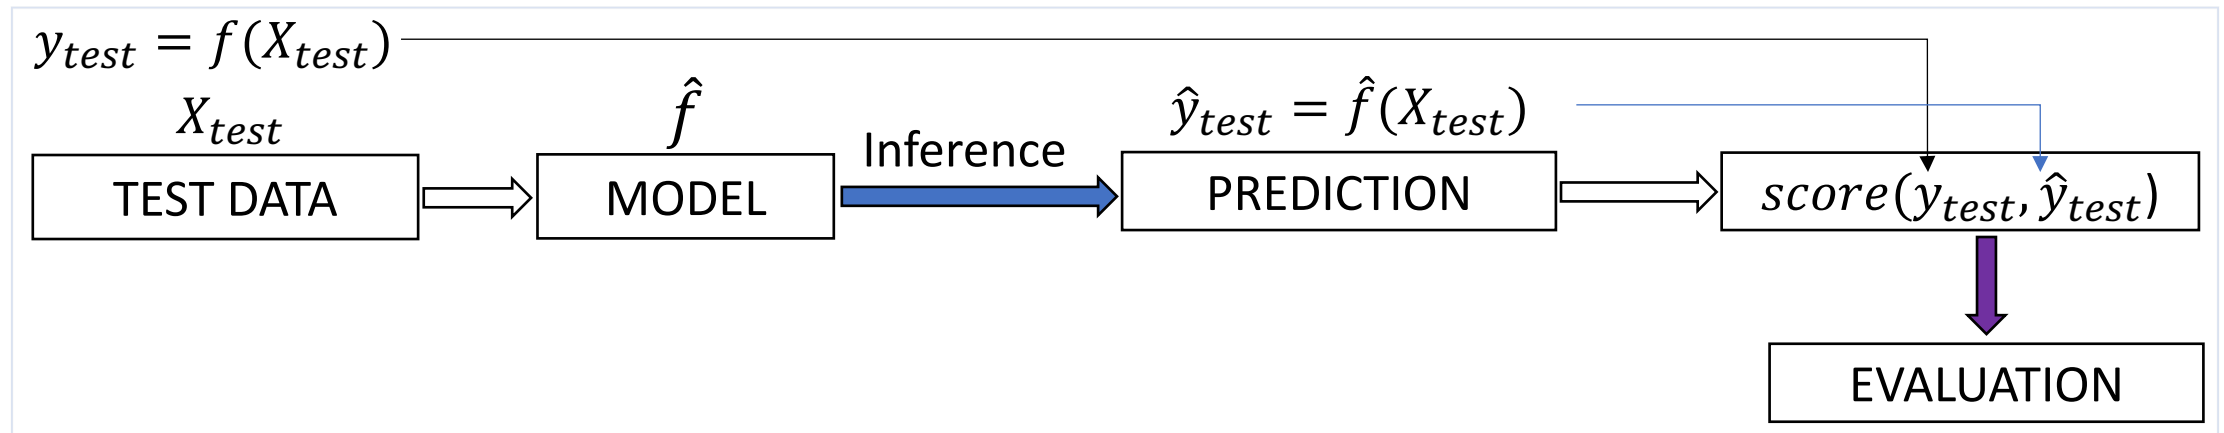 y_test = f(X_test)
X_test
f̂
ŷ_test = f̂(X_test)
Inference
TEST DATA
MODEL
PREDICTION
score(y_test, ŷ_test)
EVALUATION